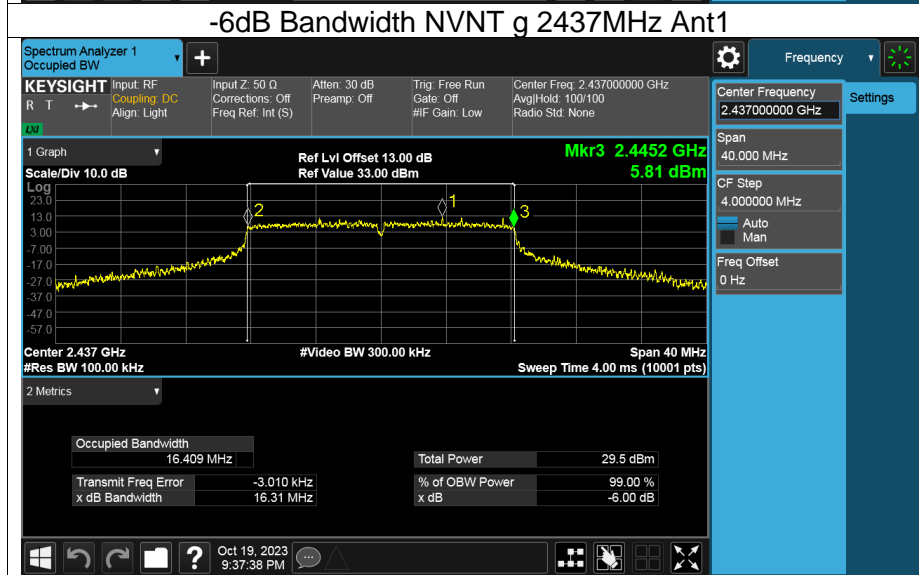 -6dB Bandwidth NVNT g 2437MHz Ant1
Spectrum Analyzer 1
Occupied BW
+
Frequency
KEYSIGHT
R T
LXI
Input: RF
Coupling: DC
Align: Light
Input Z: 50 Ω
Corrections: Off
Freq Ref: Int (S)
Atten: 30 dB
Preamp: Off
Trig: Free Run
Gate: Off
#IF Gain: Low
Center Freq: 2.437000000 GHz
Avg|Hold: 100/100
Radio Std: None
Center Frequency
2.437000000 GHz
Settings
Span
40.000 MHz
CF Step
4.000000 MHz
Auto
Man
Freq Offset
0 Hz
1 Graph
Ref Lvl Offset 13.00 dB
Mkr3 2.4452 GHz
Scale/Div 10.0 dB
Ref Value 33.00 dBm
5.81 dBm
Log
23.0
13.0
3.00
-7.00
-17.0
-27.0
-37.0
-47.0
-57.0
2
1
3
Center 2.437 GHz
#Video BW 300.00 kHz
Span 40 MHz
#Res BW 100.00 kHz
Sweep Time 4.00 ms (10001 pts)
2 Metrics
Occupied Bandwidth
16.409 MHz
Total Power 29.5 dBm
Transmit Freq Error -3.010 kHz
% of OBW Power 99.00 %
x dB Bandwidth 16.31 MHz
x dB -6.00 dB
?
Oct 19, 2023
9:37:38 PM